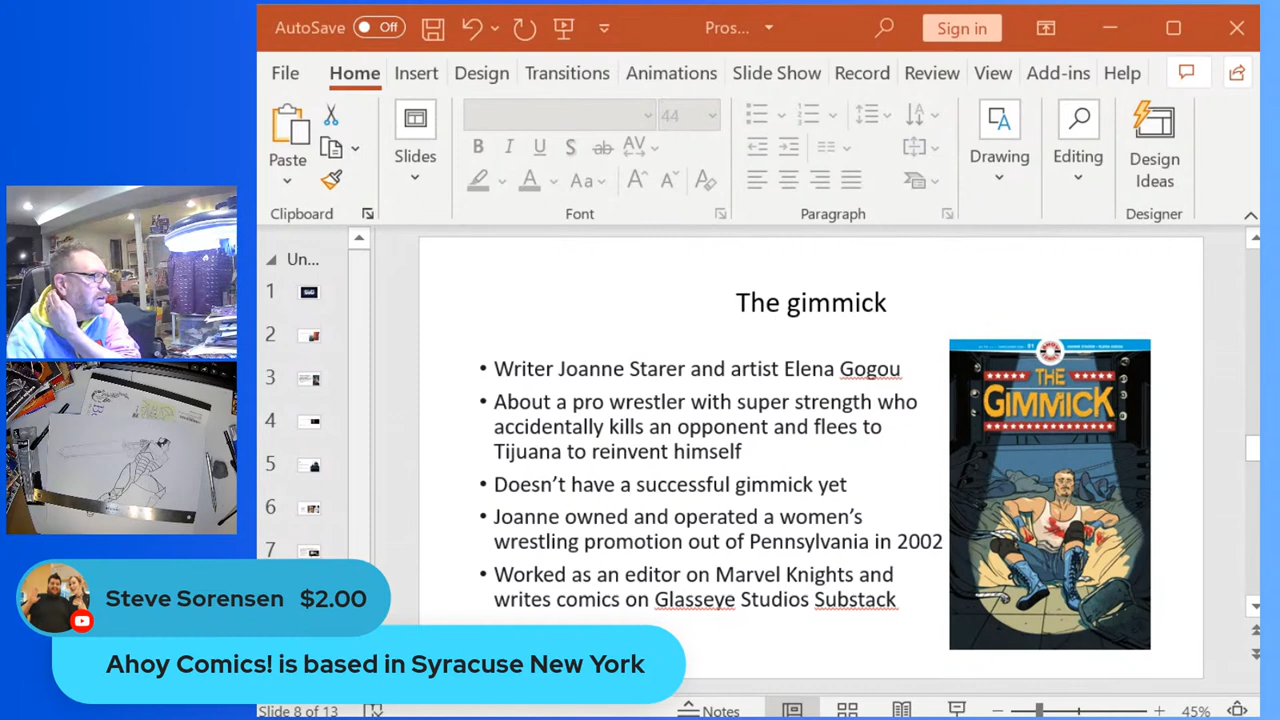 AutoSave Off Pros... Sign in
File Home Insert Design Transitions Animations Slide Show Record Review View Add-ins Help
44
Paste Slides Drawing Editing Design Ideas
Clipboard Font Paragraph Designer
Un...
1
2
3
4
5
6
7
The gimmick
• Writer Joanne Starer and artist Elena Gogou
• About a pro wrestler with super strength who
accidentally kills an opponent and flees to
Tijuana to reinvent himself
• Doesn’t have a successful gimmick yet
• Joanne owned and operated a women’s
wrestling promotion out of Pennsylvania in 2002
• Worked as an editor on Marvel Knights and
writes comics on Glasseye Studios Substack
THE
GIMMICK
Steve Sorensen $2.00
Ahoy Comics! is based in Syracuse New York
Slide 8 of 13 Notes 45%